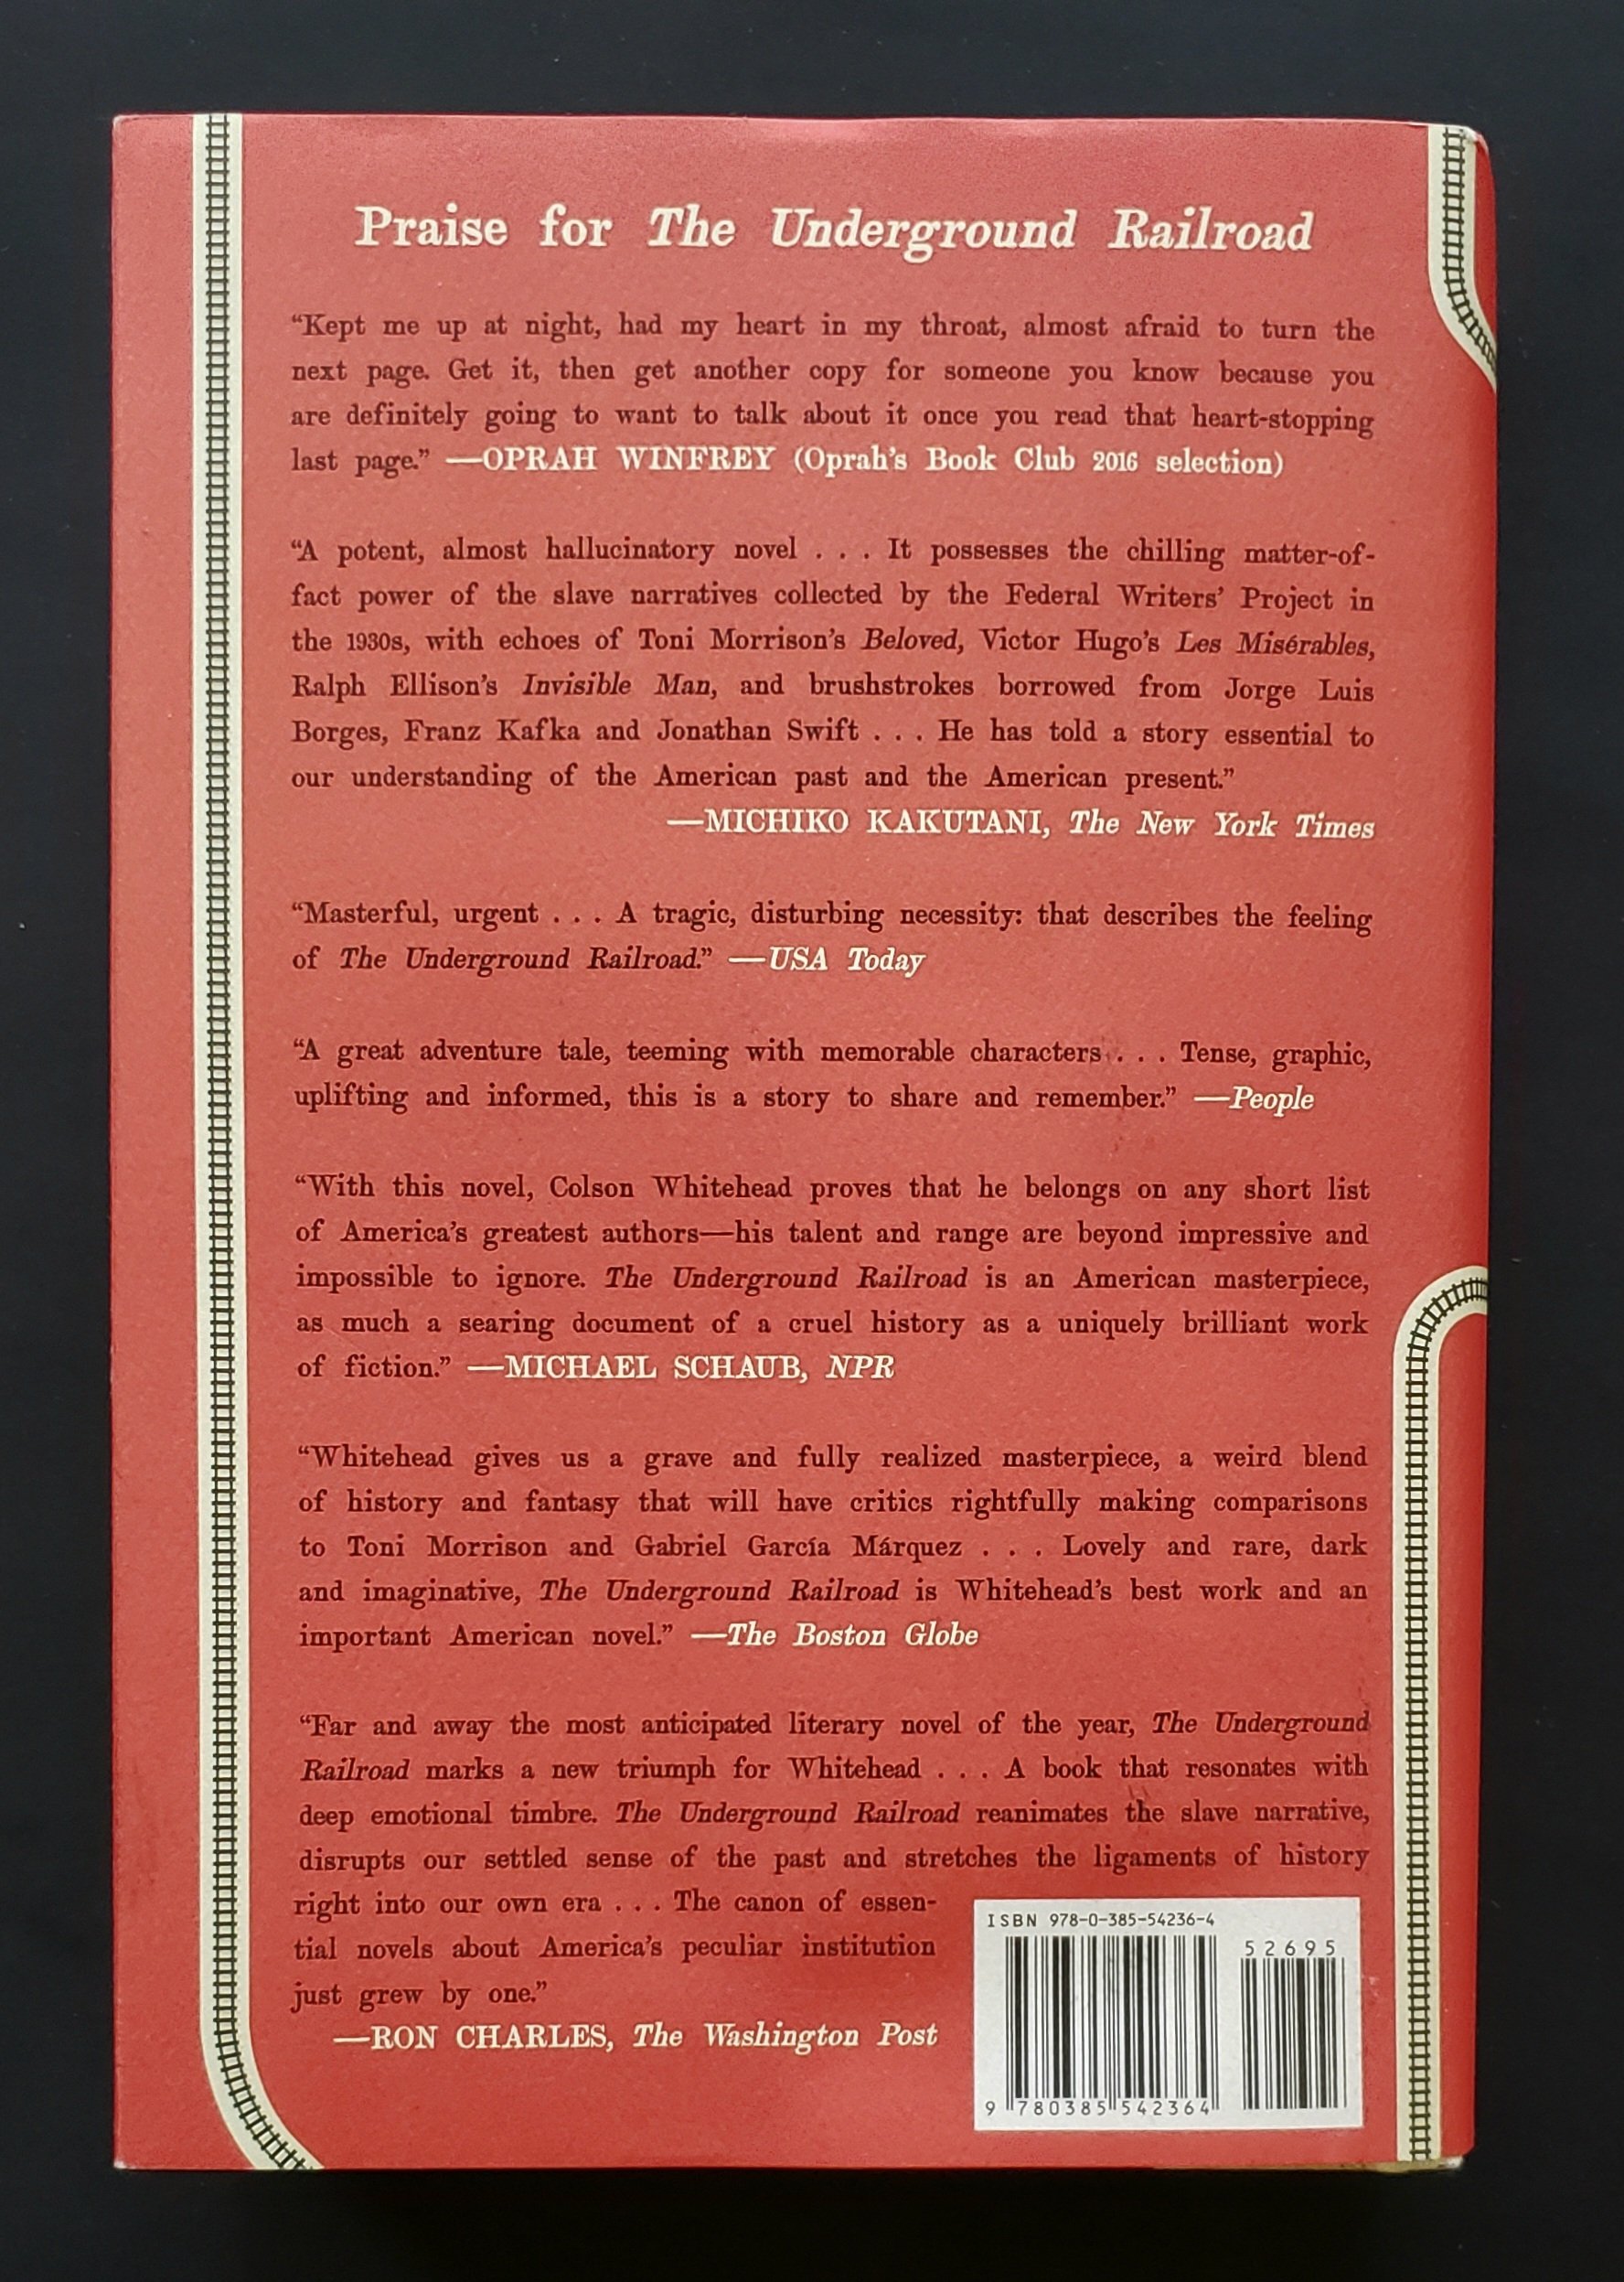 Praise for The Underground Railroad
“Kept me up at night, had my heart in my throat, almost afraid to turn the
next page. Get it, then get another copy for someone you know because you
are definitely going to want to talk about it once you read that heart-stopping
last page.” —OPRAH WINFREY (Oprah’s Book Club 2016 selection)
“A potent, almost hallucinatory novel . . . It possesses the chilling matter-of-
fact power of the slave narratives collected by the Federal Writers’ Project in
the 1930s, with echoes of Toni Morrison’s Beloved, Victor Hugo’s Les Misérables,
Ralph Ellison’s Invisible Man, and brushstrokes borrowed from Jorge Luis
Borges, Franz Kafka and Jonathan Swift . . . He has told a story essential to
our understanding of the American past and the American present.”
—MICHIKO KAKUTANI, The New York Times
“Masterful, urgent . . . A tragic, disturbing necessity: that describes the feeling
of The Underground Railroad.” —USA Today
“A great adventure tale, teeming with memorable characters . . . Tense, graphic,
uplifting and informed, this is a story to share and remember.” —People
“With this novel, Colson Whitehead proves that he belongs on any short list
of America’s greatest authors—his talent and range are beyond impressive and
impossible to ignore. The Underground Railroad is an American masterpiece,
as much a searing document of a cruel history as a uniquely brilliant work
of fiction.” —MICHAEL SCHAUB, NPR
“Whitehead gives us a grave and fully realized masterpiece, a weird blend
of history and fantasy that will have critics rightfully making comparisons
to Toni Morrison and Gabriel García Márquez . . . Lovely and rare, dark
and imaginative, The Underground Railroad is Whitehead’s best work and an
important American novel.” —The Boston Globe
“Far and away the most anticipated literary novel of the year, The Underground
Railroad marks a new triumph for Whitehead . . . A book that resonates with
deep emotional timbre. The Underground Railroad reanimates the slave narrative,
disrupts our settled sense of the past and stretches the ligaments of history
right into our own era . . . The canon of essen-
tial novels about America’s peculiar institution
just grew by one.”
—RON CHARLES, The Washington Post
ISBN 978-0-385-54236-4
52695
9 780385 542364